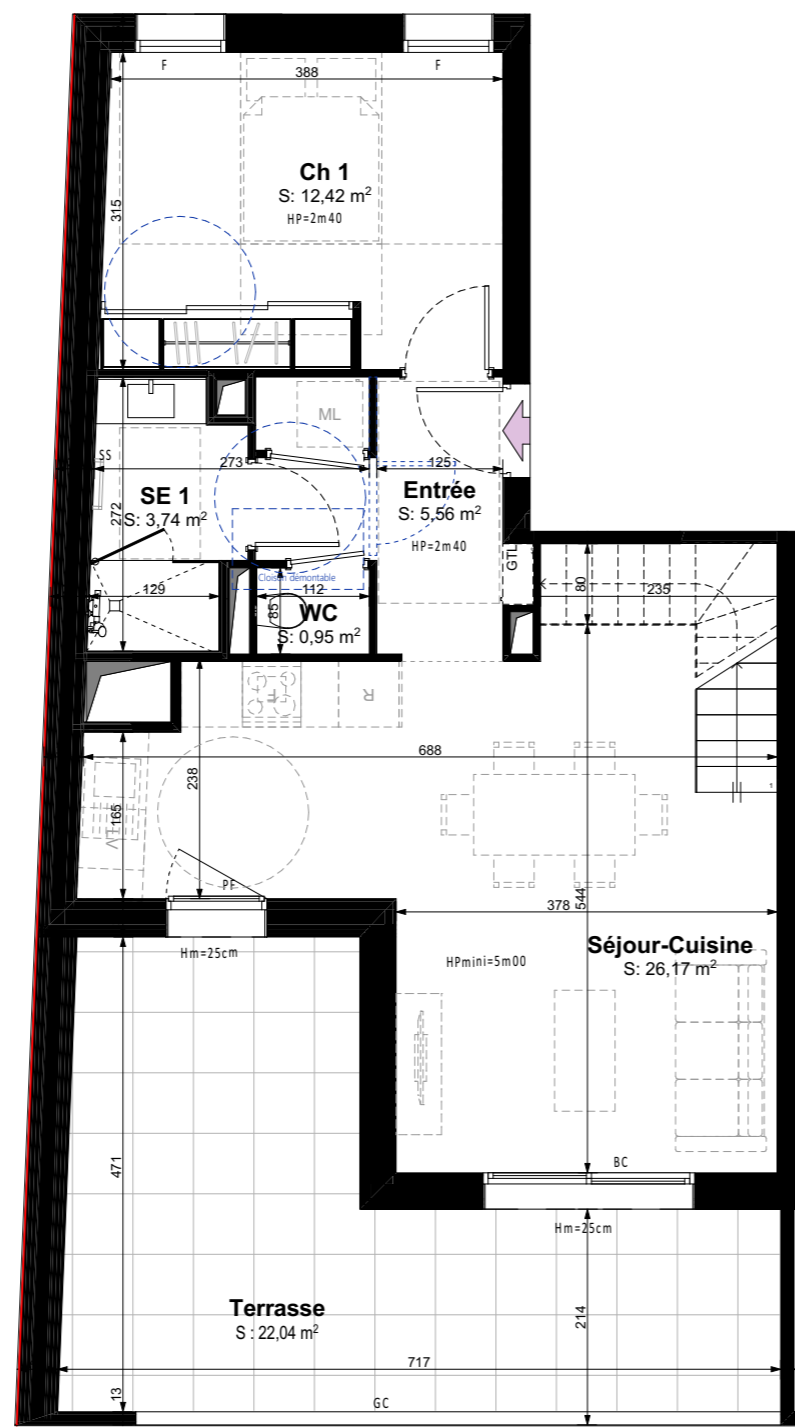 F
F
388
Ch 1
S: 12,42 m²
HP=2m40
315
ML
SS
273
125
SE 1
S: 3,74 m²
272
Entrée
S: 5,56 m²
HP=2m40
GTL
Cloison démontable
80
235
129
112
85
WC
S: 0,95 m²
F
R
688
238
165
LV
1
PF
378
544
Hm=25cm
Séjour-Cuisine
S: 26,17 m²
HPmini=5m00
471
BC
Hm=25cm
Terrasse
S : 22,04 m²
214
717
13
GC